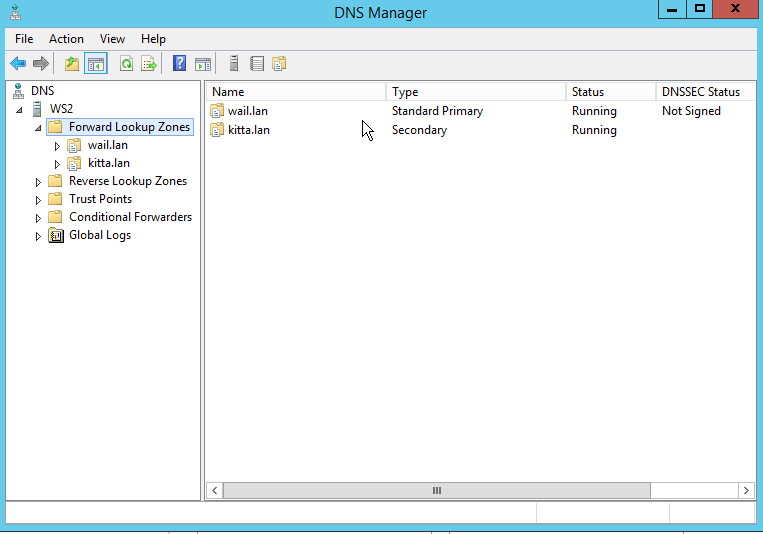 DNS Manager
File Action View Help
DNS
WS2
Forward Lookup Zones
wail.lan
kitta.lan
Reverse Lookup Zones
Trust Points
Conditional Forwarders
Global Logs
Name Type Status DNSSEC Status
wail.lan Standard Primary Running Not Signed
kitta.lan Secondary Running